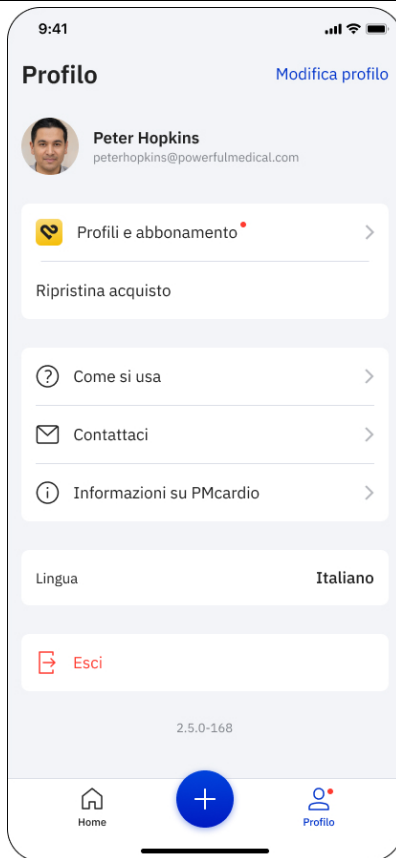 9:41
Profilo
Modifica profilo
Peter Hopkins
peterhopkins@powerfulmedical.com
Profili e abbonamento
Ripristina acquisto
Come si usa
Contattaci
Informazioni su PMcardio
Lingua
Italiano
Esci
2.5.0-168
Home
Profilo